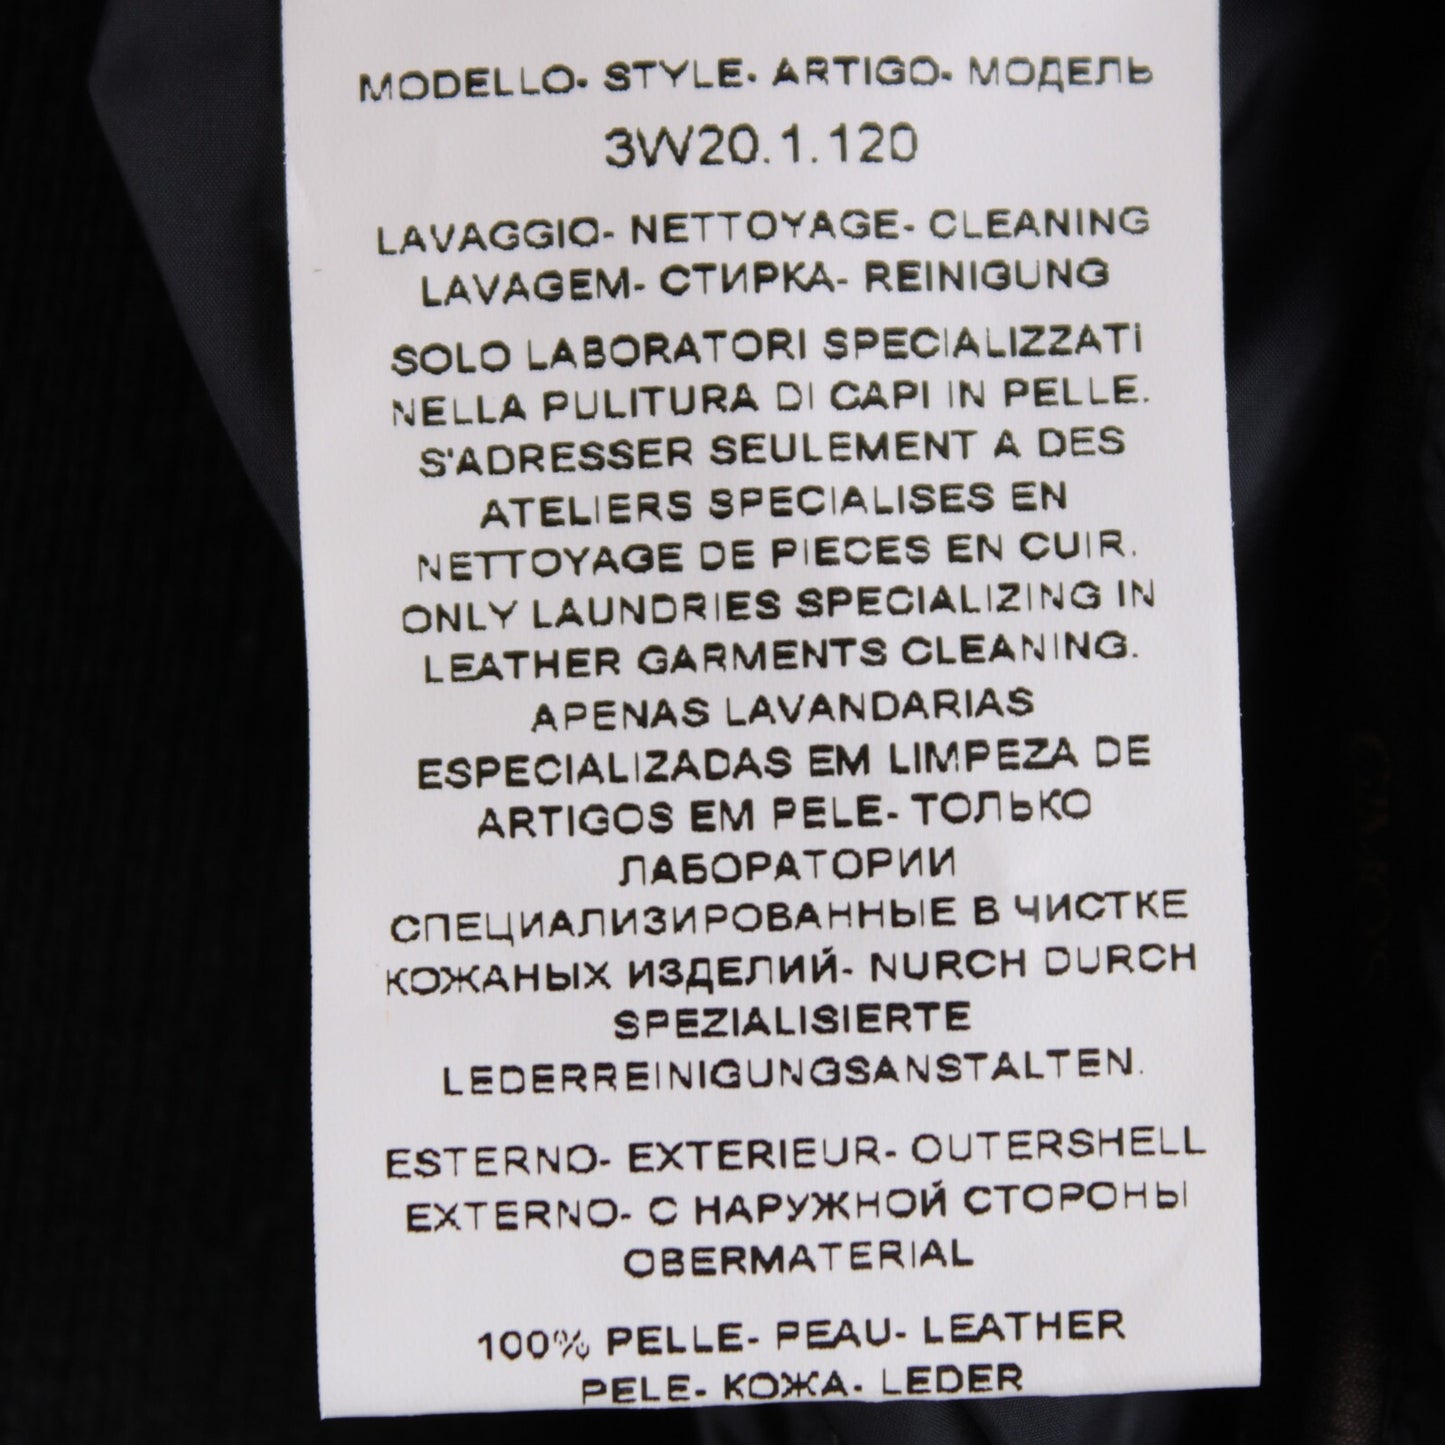 MODELLO- STYLE- ARTIGO- МОДЕЛЬ
3W20.1.120
LAVAGGIO- NETTOYAGE- CLEANING
LAVAGEM- СТИРКА- REINIGUNG
SOLO LABORATORI SPECIALIZZATI
NELLA PULITURA DI CAPI IN PELLE.
S'ADRESSER SEULEMENT A DES
ATELIERS SPECIALISES EN
NETTOYAGE DE PIECES EN CUIR.
ONLY LAUNDRIES SPECIALIZING IN
LEATHER GARMENTS CLEANING.
APENAS LAVANDARIAS
ESPECIALIZADAS EM LIMPEZA DE
ARTIGOS EM PELE- ТОЛЬКО
ЛАБОРАТОРИИ
СПЕЦИАЛИЗИРОВАННЫЕ В ЧИСТКЕ
КОЖАНЫХ ИЗДЕЛИЙ- NURCH DURCH
SPEZIALISIERTE
LEDERREINIGUNGSANSTALTEN.
ESTERNO- EXTERIEUR- OUTERSHELL
EXTERNO- С НАРУЖНОЙ СТОРОНЫ
OBERMATERIAL
100% PELLE- PEAU- LEATHER
PELE- КОЖА- LEDER